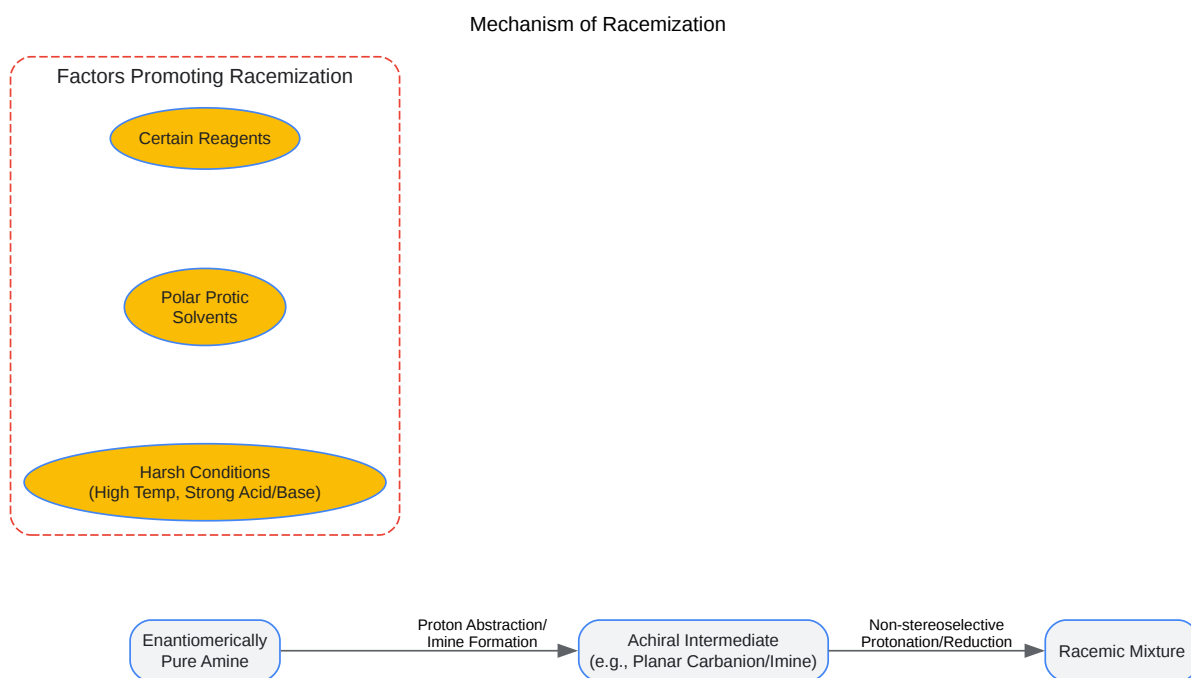 Mechanism of Racemization
Factors Promoting Racemization
Certain Reagents
Polar Protic
Solvents
Harsh Conditions
(High Temp, Strong Acid/Base)
Enantiomerically
Pure Amine
Proton Abstraction/
Imine Formation
Achiral Intermediate
(e.g., Planar Carbanion/Imine)
Non-stereoselective
Protonation/Reduction
Racemic Mixture